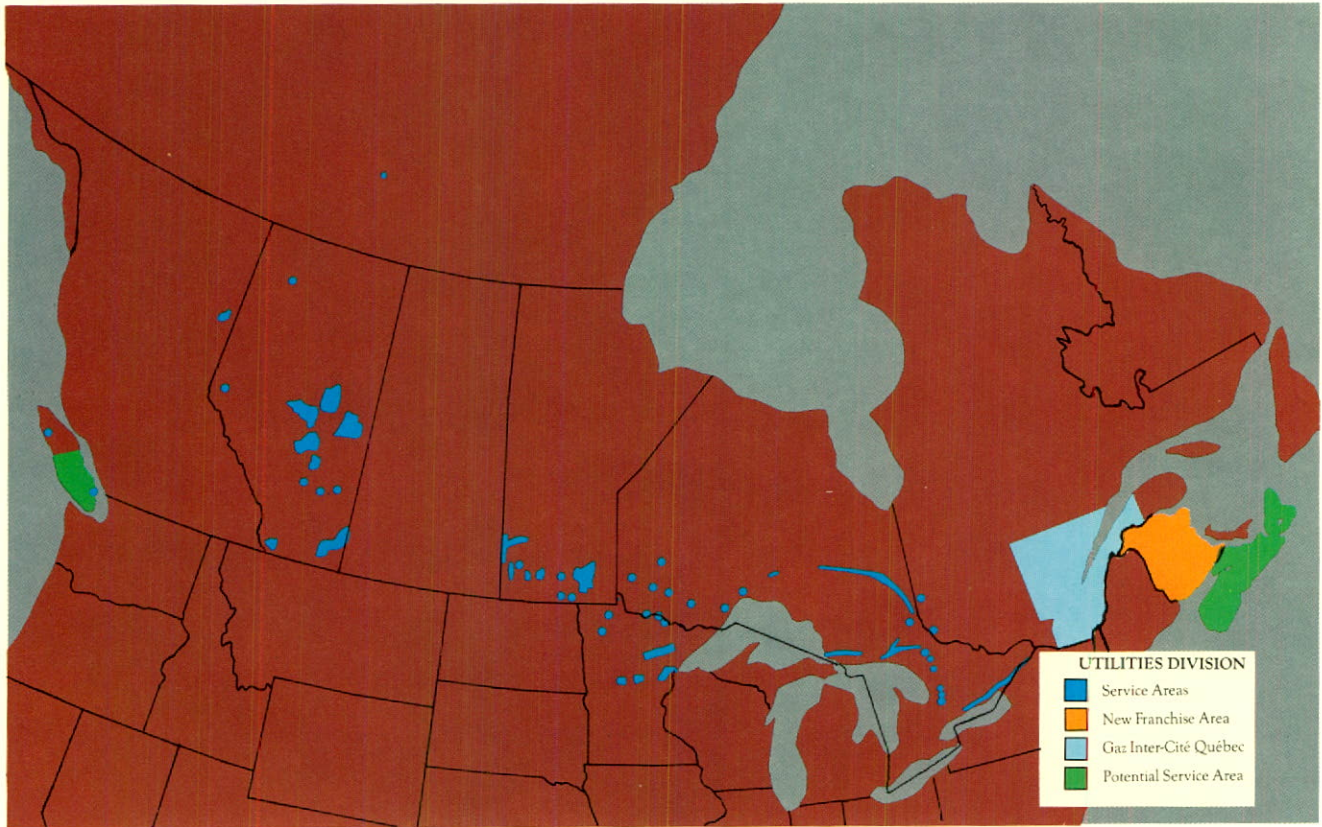 UTILITIES DIVISION
Service Areas
New Franchise Area
Gaz Inter-Cité Québec
Potential Service Area